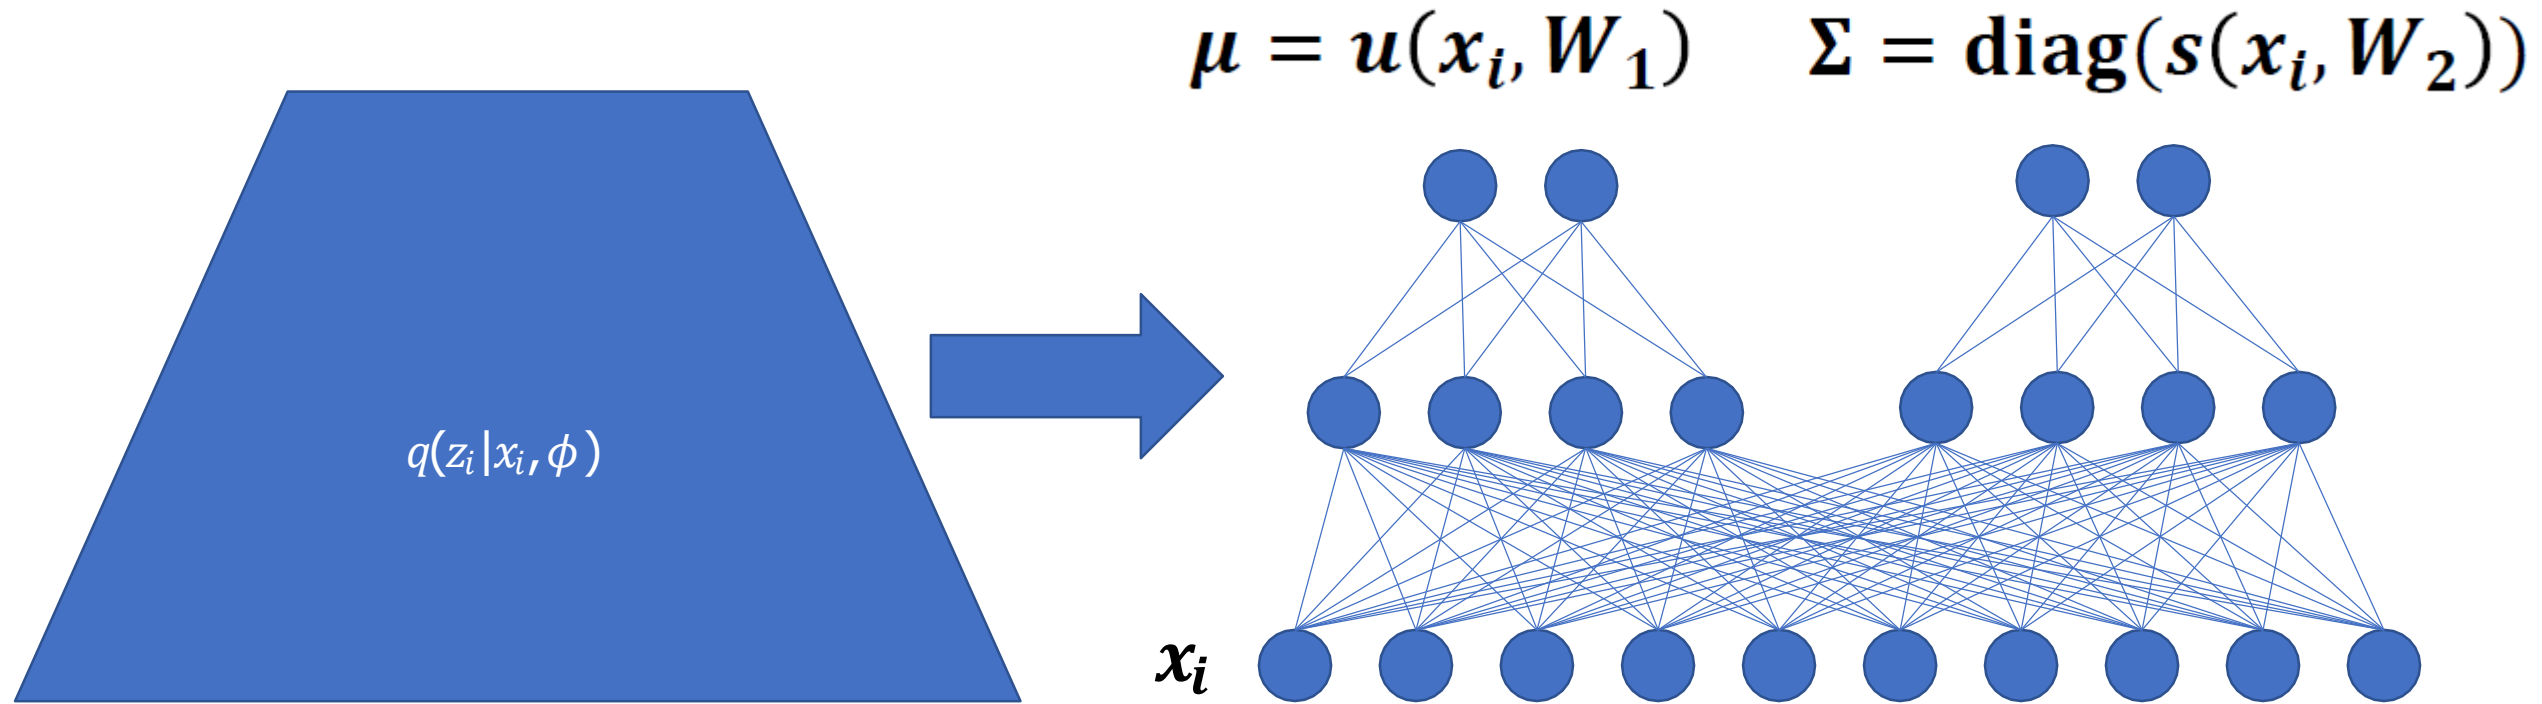 μ = u(xᵢ, W₁)
Σ = diag(s(xᵢ, W₂))
q(zᵢ|xᵢ, ϕ)
xᵢ